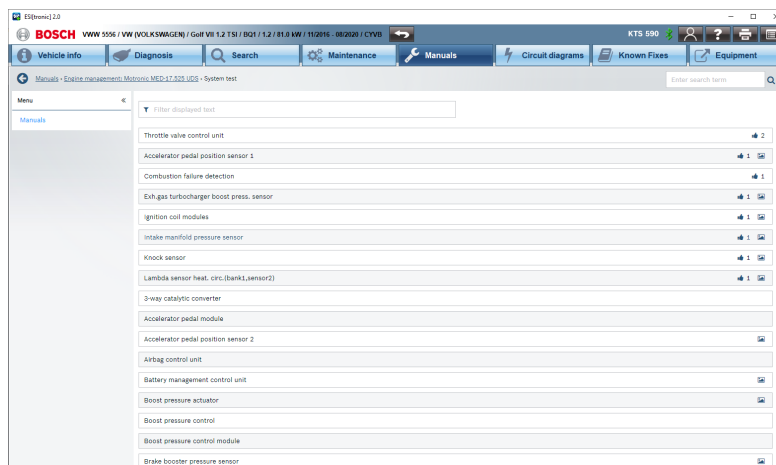 ESI[tronic] 2.0
BOSCH VWW 5556 / VW (VOLKSWAGEN) / Golf VII 1.2 TSI / BQ1 / 1.2 / 81.0 kW / 11/2016 - 08/2020 / CYVB KTS 590 ?
Vehicle info Diagnosis Search Maintenance Manuals Circuit diagrams Known Fixes Equipment
Manuals › Engine management: Motronic MED-17.525 UDS › System test Enter search term
Menu «
Manuals
Filter displayed text
Throttle valve control unit 2
Accelerator pedal position sensor 1 1
Combustion failure detection 1
Exh.gas turbocharger boost press. sensor 1
Ignition coil modules 1
Intake manifold pressure sensor 1
Knock sensor 1
Lambda sensor heat. circ.(bank1,sensor2) 1
3-way catalytic converter
Accelerator pedal module
Accelerator pedal position sensor 2
Airbag control unit
Battery management control unit
Boost pressure actuator
Boost pressure control
Boost pressure control module
Brake booster pressure sensor